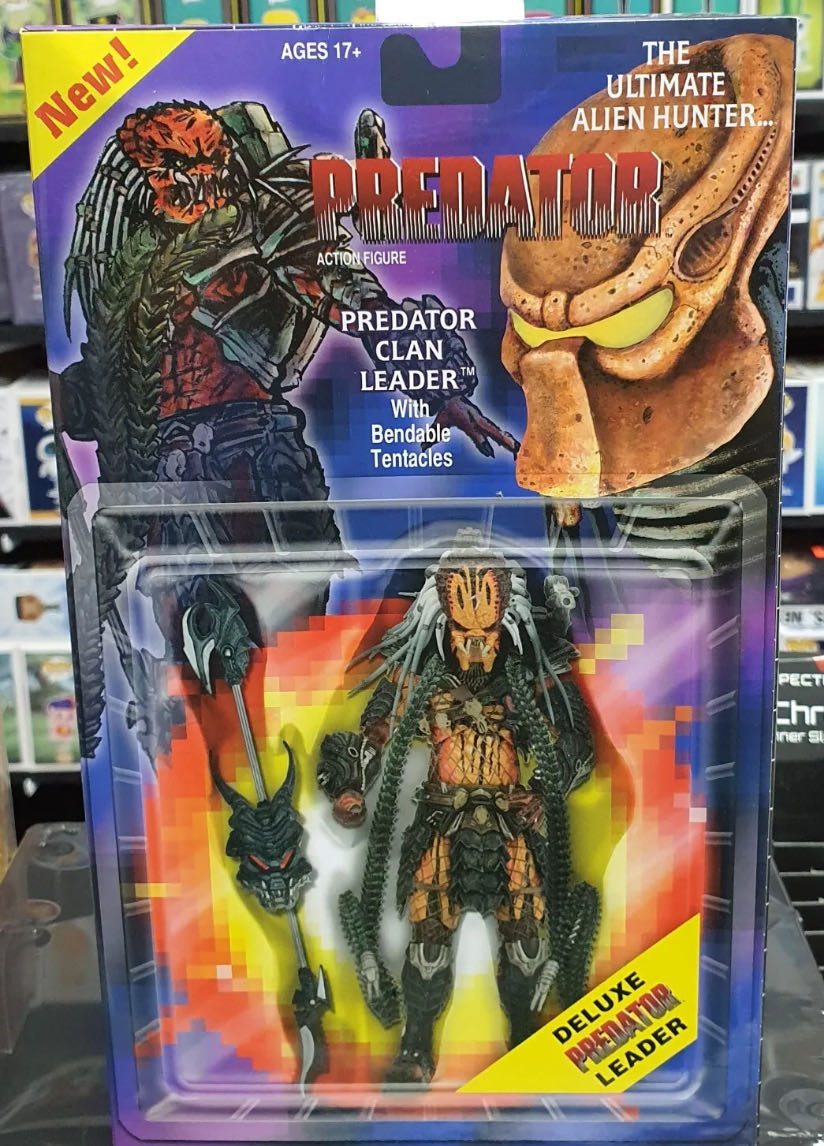 New!
AGES 17+
THE
ULTIMATE
ALIEN HUNTER...
PREDATOR
ACTION FIGURE
PREDATOR
CLAN
LEADER™
With
Bendable
Tentacles
DELUXE
PREDATOR
LEADER